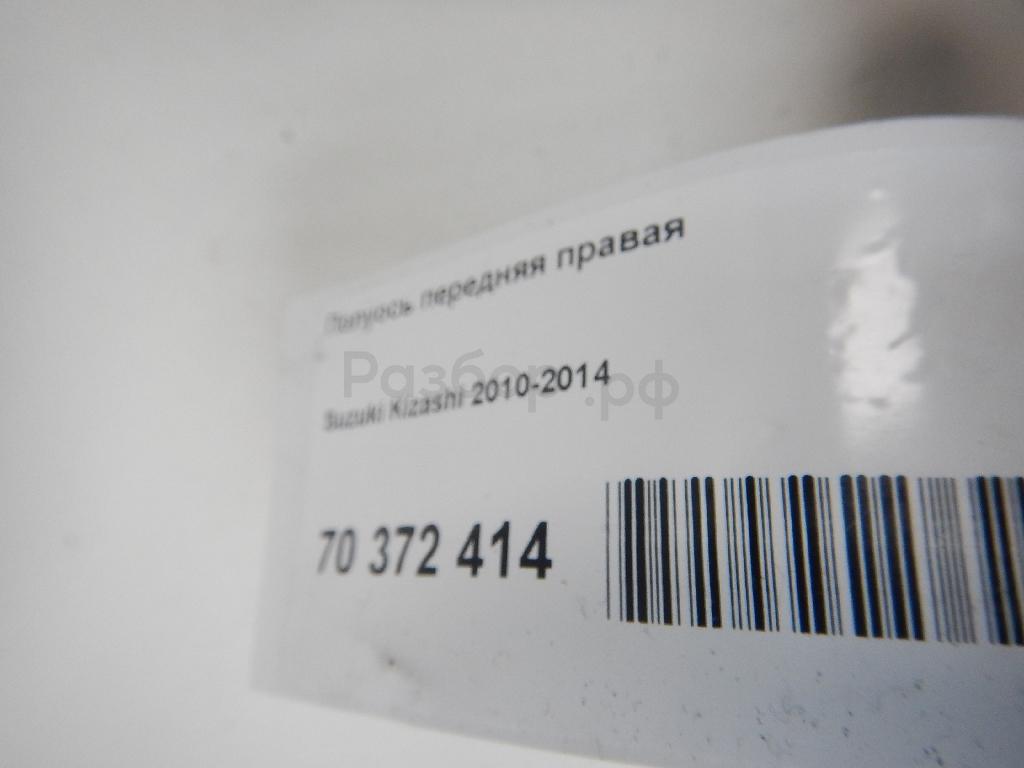 Полуось передняя правая
Разбор.рф
Suzuki Kizashi 2010-2014
70 372 414